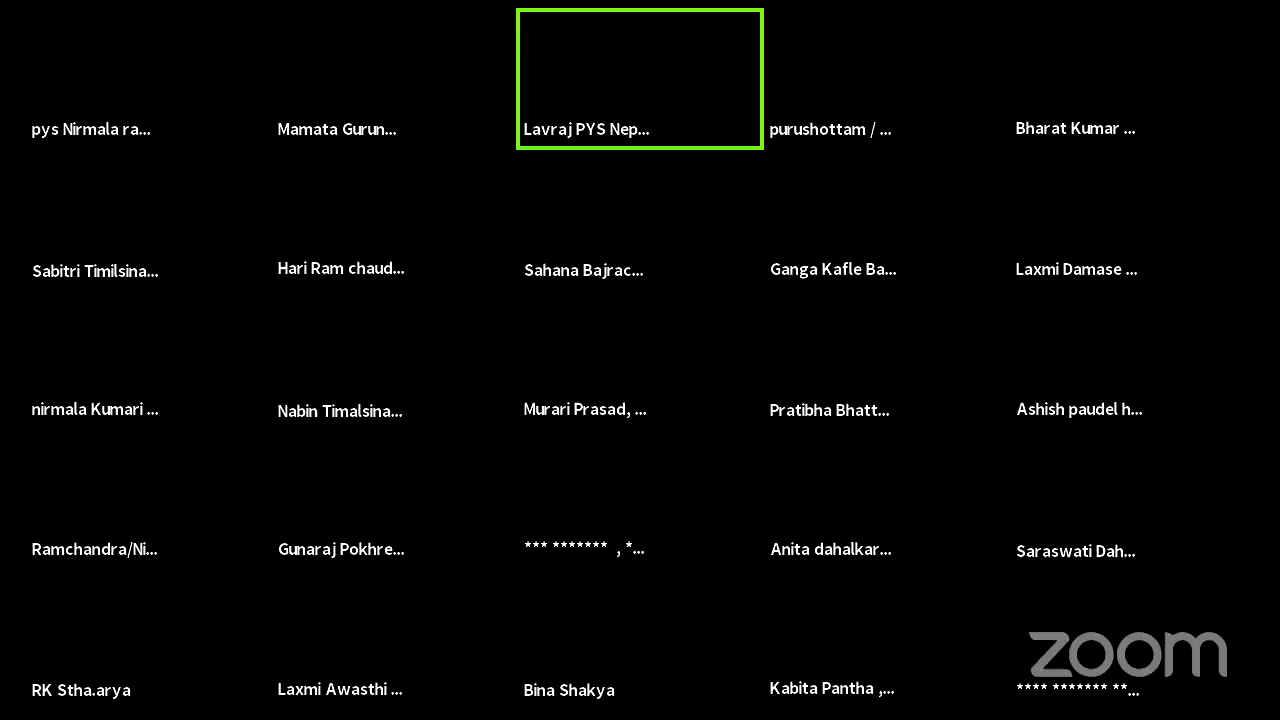 pys Nirmala ra...
Mamata Gurun...
Lavraj PYS Nep...
purushottam / ...
Bharat Kumar ...
Sabitri Timilsina...
Hari Ram chaud...
Sahana Bajrac...
Ganga Kafle Ba...
Laxmi Damase ...
nirmala Kumari ...
Nabin Timalsina...
Murari Prasad, ...
Pratibha Bhatt...
Ashish paudel h...
Ramchandra/Ni...
Gunaraj Pokhre...
*** ******* , *...
Anita dahalkar...
Saraswati Dah...
RK Stha.arya
Laxmi Awasthi ...
Bina Shakya
Kabita Pantha ,...
**** ******* **...
zoom